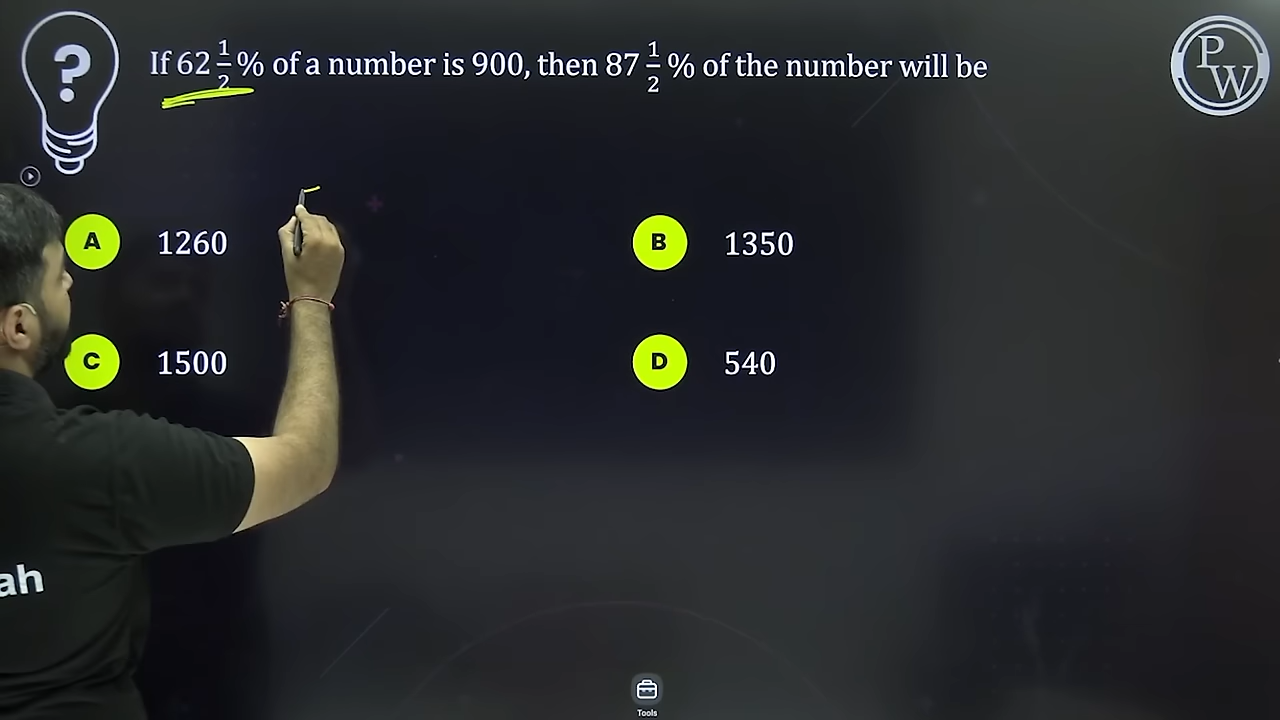 If 62 1/2 % of a number is 900, then 87 1/2 % of the number will be
PW
A 1260
B 1350
C 1500
D 540
ah
Tools